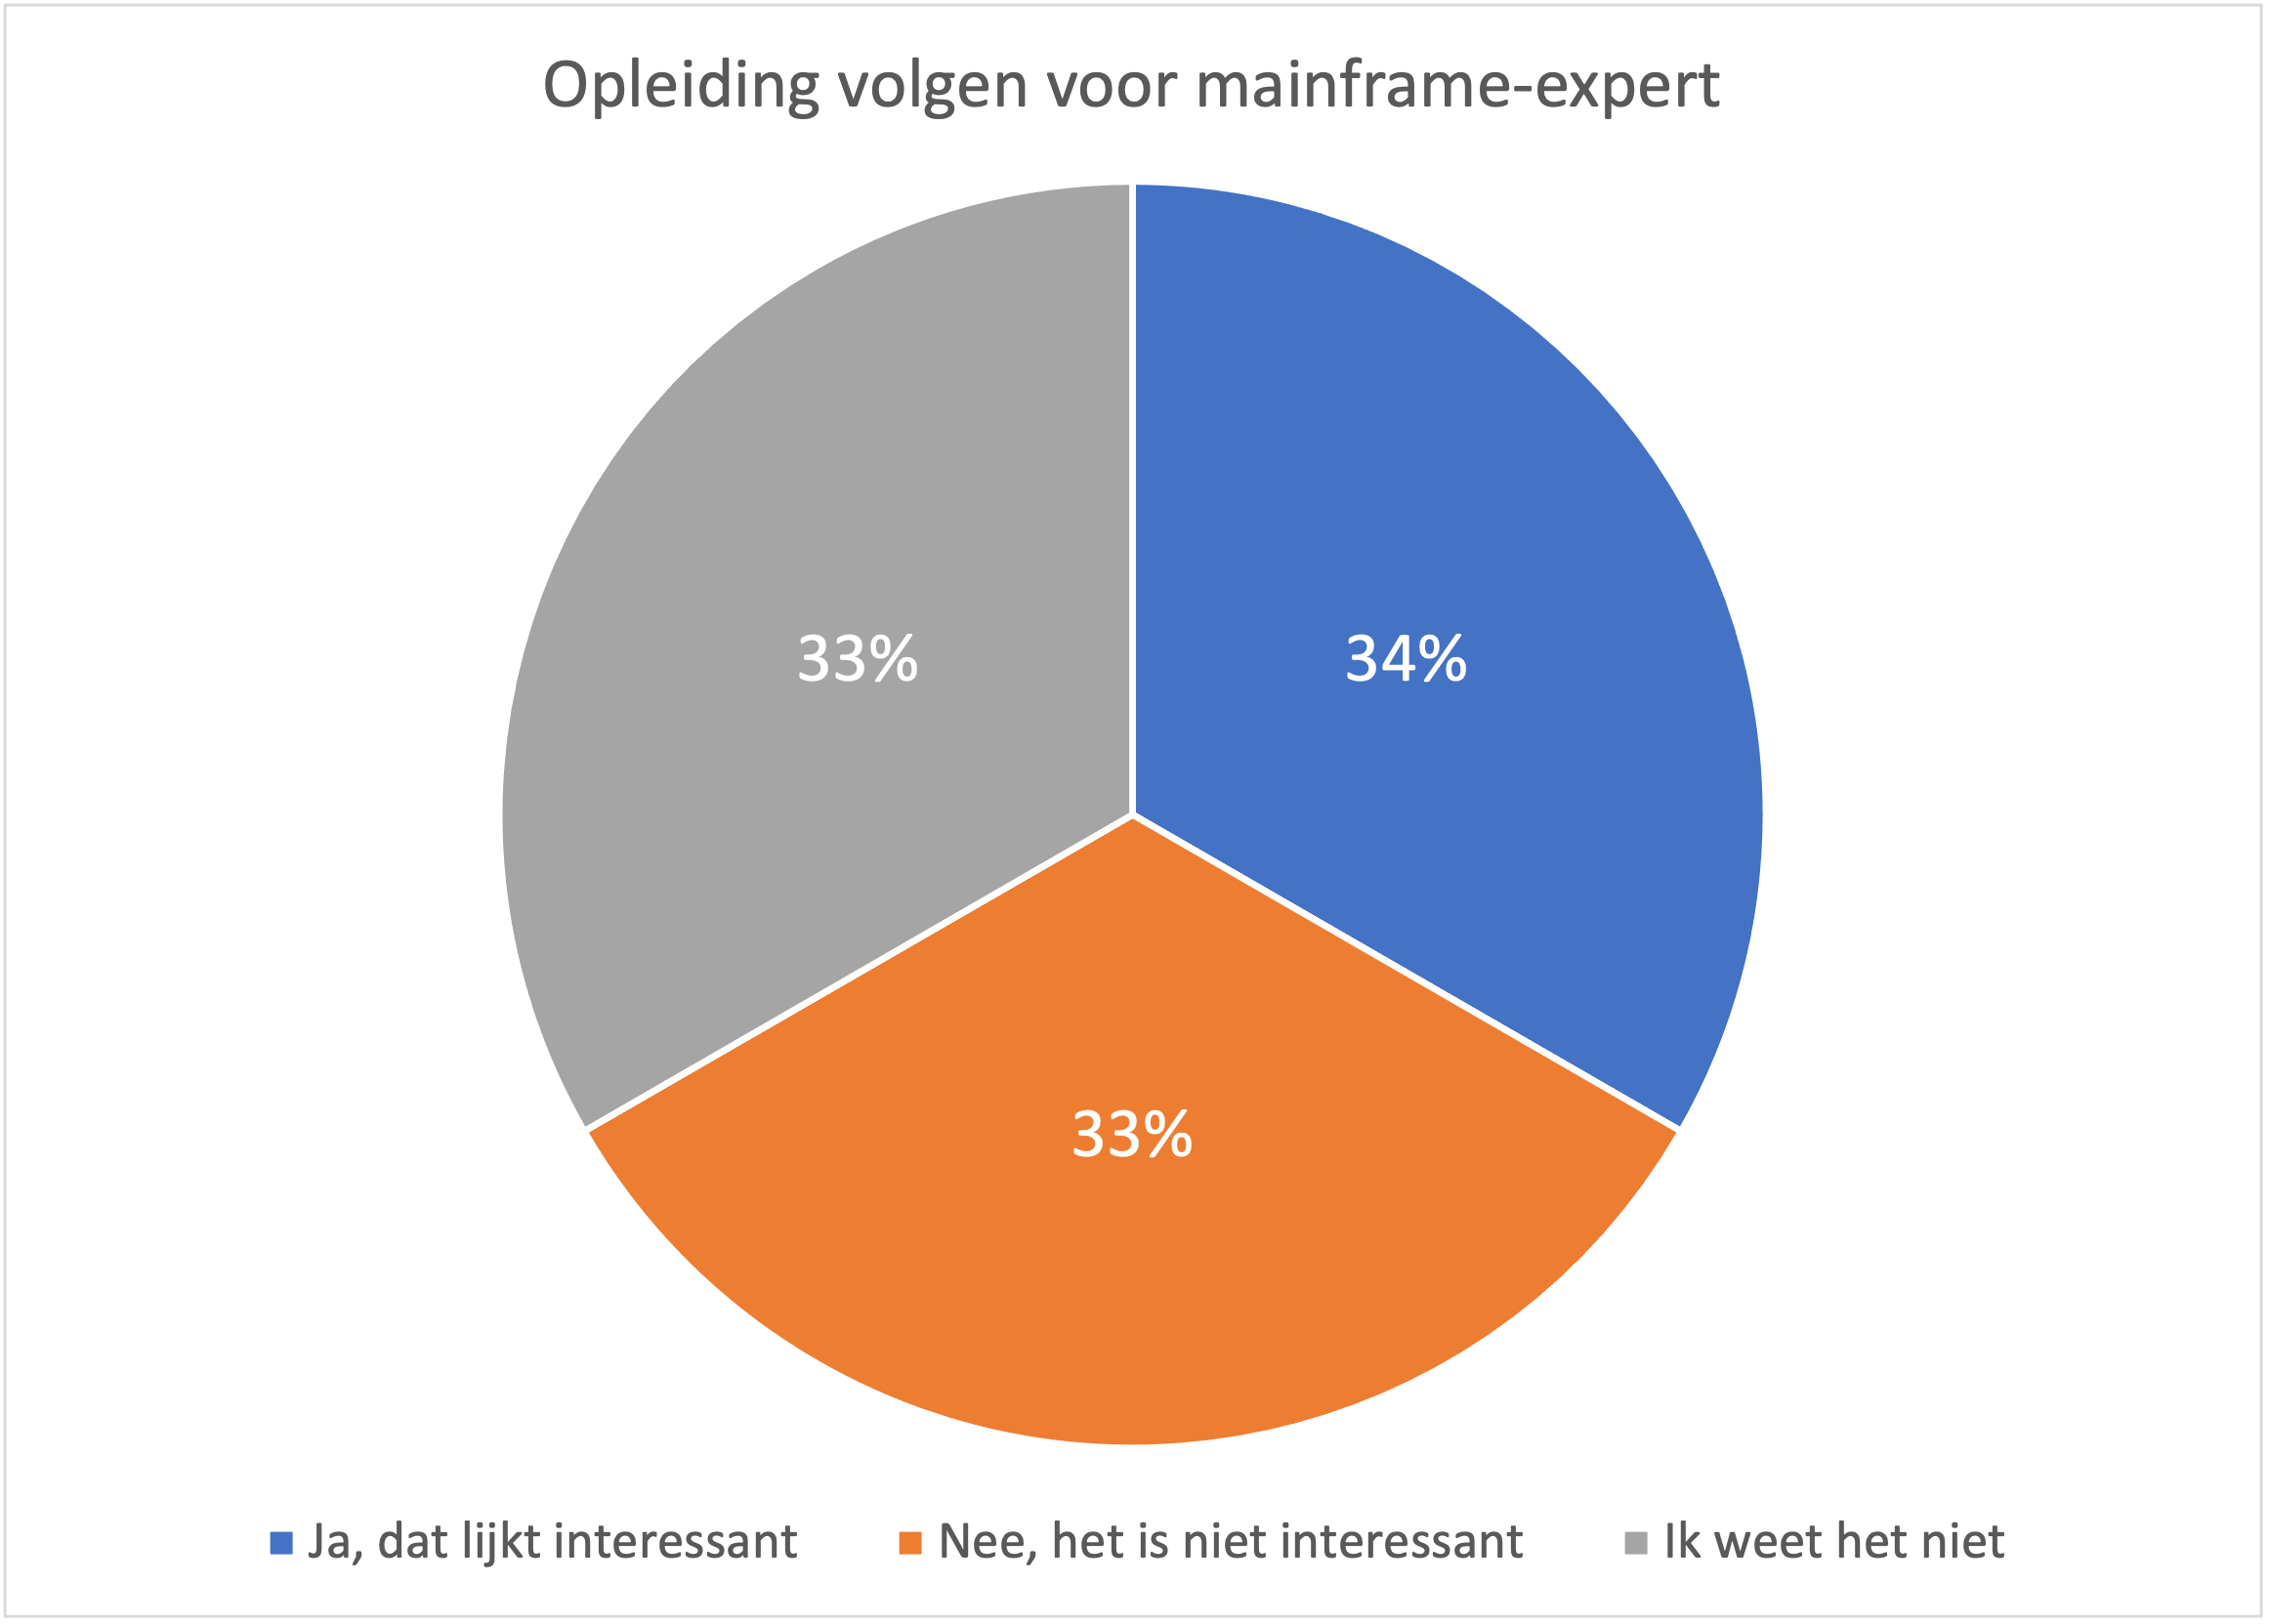 Opleiding volgen voor mainframe-expert
33%
34%
33%
Ja, dat lijkt interessant
Nee, het is niet interessant
Ik weet het niet